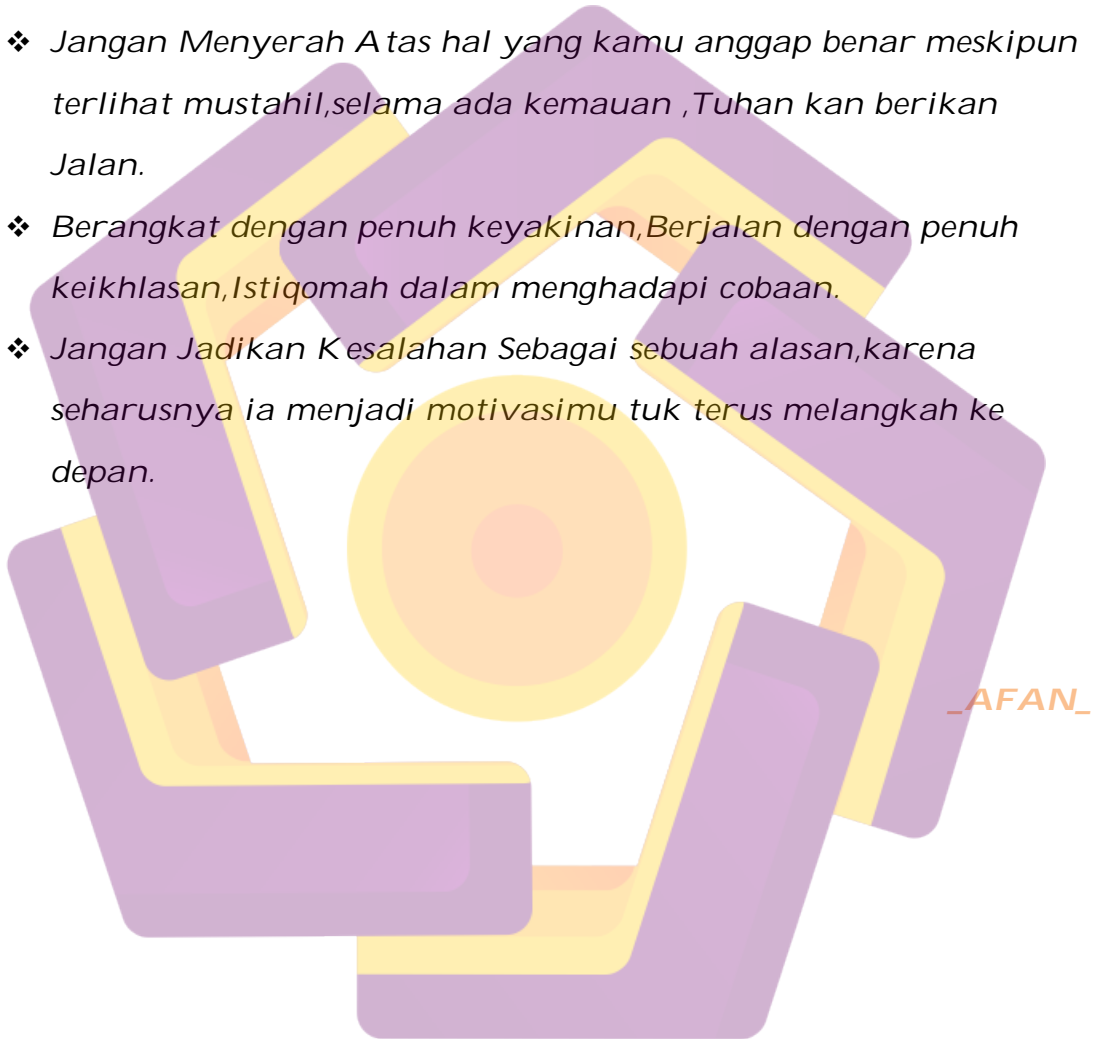 ❖ Jangan Menyerah Atas hal yang kamu anggap benar meskipun
terlihat mustahil,selama ada kemauan ,Tuhan kan berikan
Jalan.
❖ Berangkat dengan penuh keyakinan,Berjalan dengan penuh
keikhlasan,Istiqomah dalam menghadapi cobaan.
❖ Jangan Jadikan Kesalahan Sebagai sebuah alasan,karena
seharusnya ia menjadi motivasimu tuk terus melangkah ke
depan.
_AFAN_